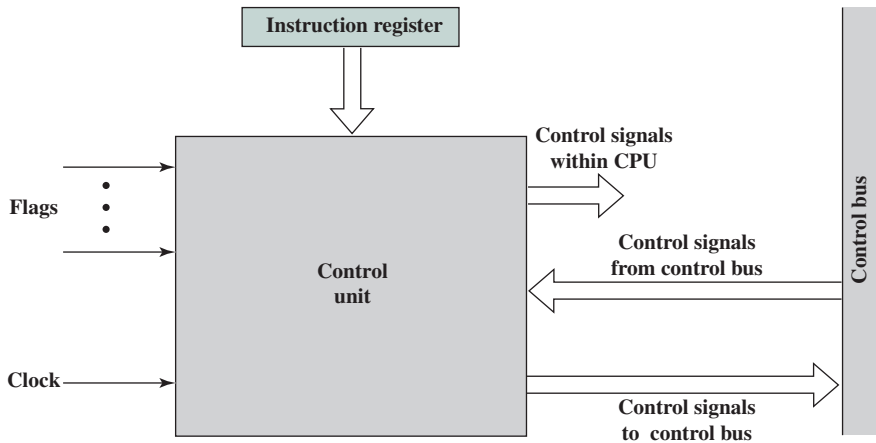 Instruction register
Control signals
within CPU
Flags
Control signals
from control bus
Control
unit
Control bus
Clock
Control signals
to control bus